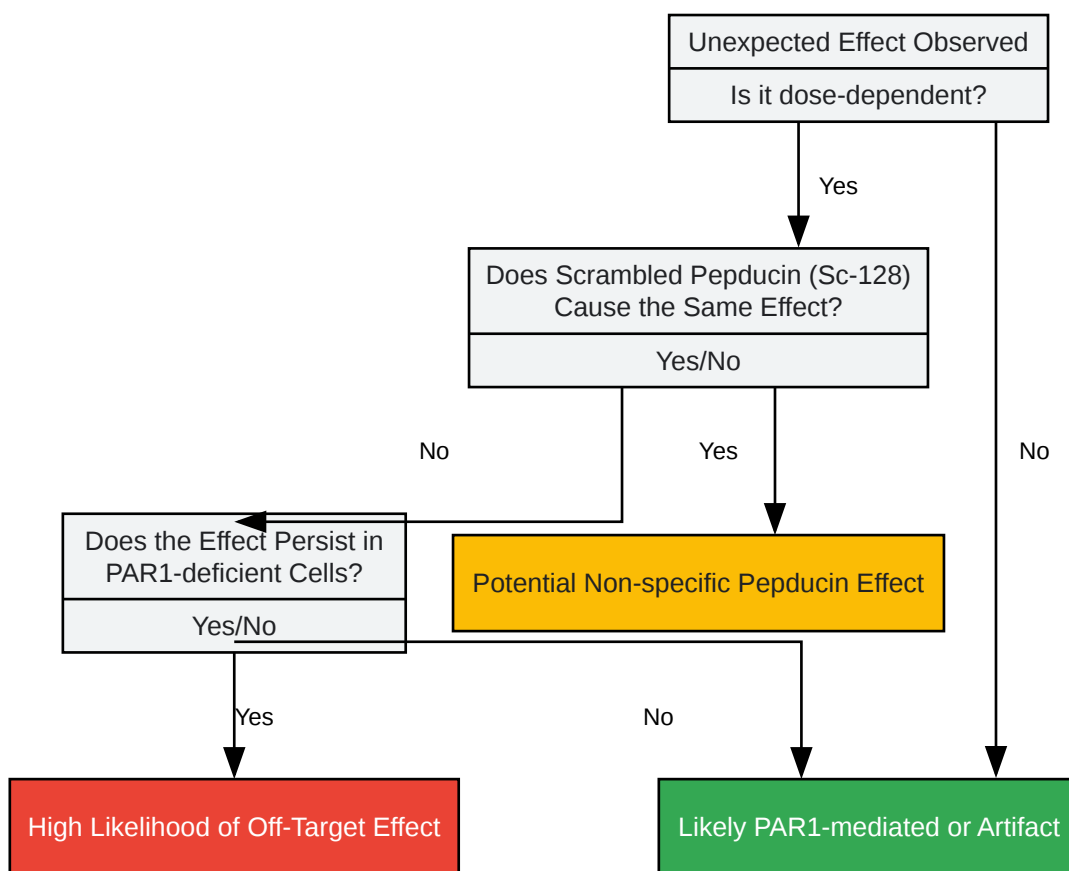 Unexpected Effect Observed
Is it dose-dependent?
Yes
Does Scrambled Pepducin (Sc-128)
Cause the Same Effect?
Yes/No
No
Yes
No
Does the Effect Persist in
PAR1-deficient Cells?
Yes/No
Potential Non-specific Pepducin Effect
Yes
No
High Likelihood of Off-Target Effect
Likely PAR1-mediated or Artifact